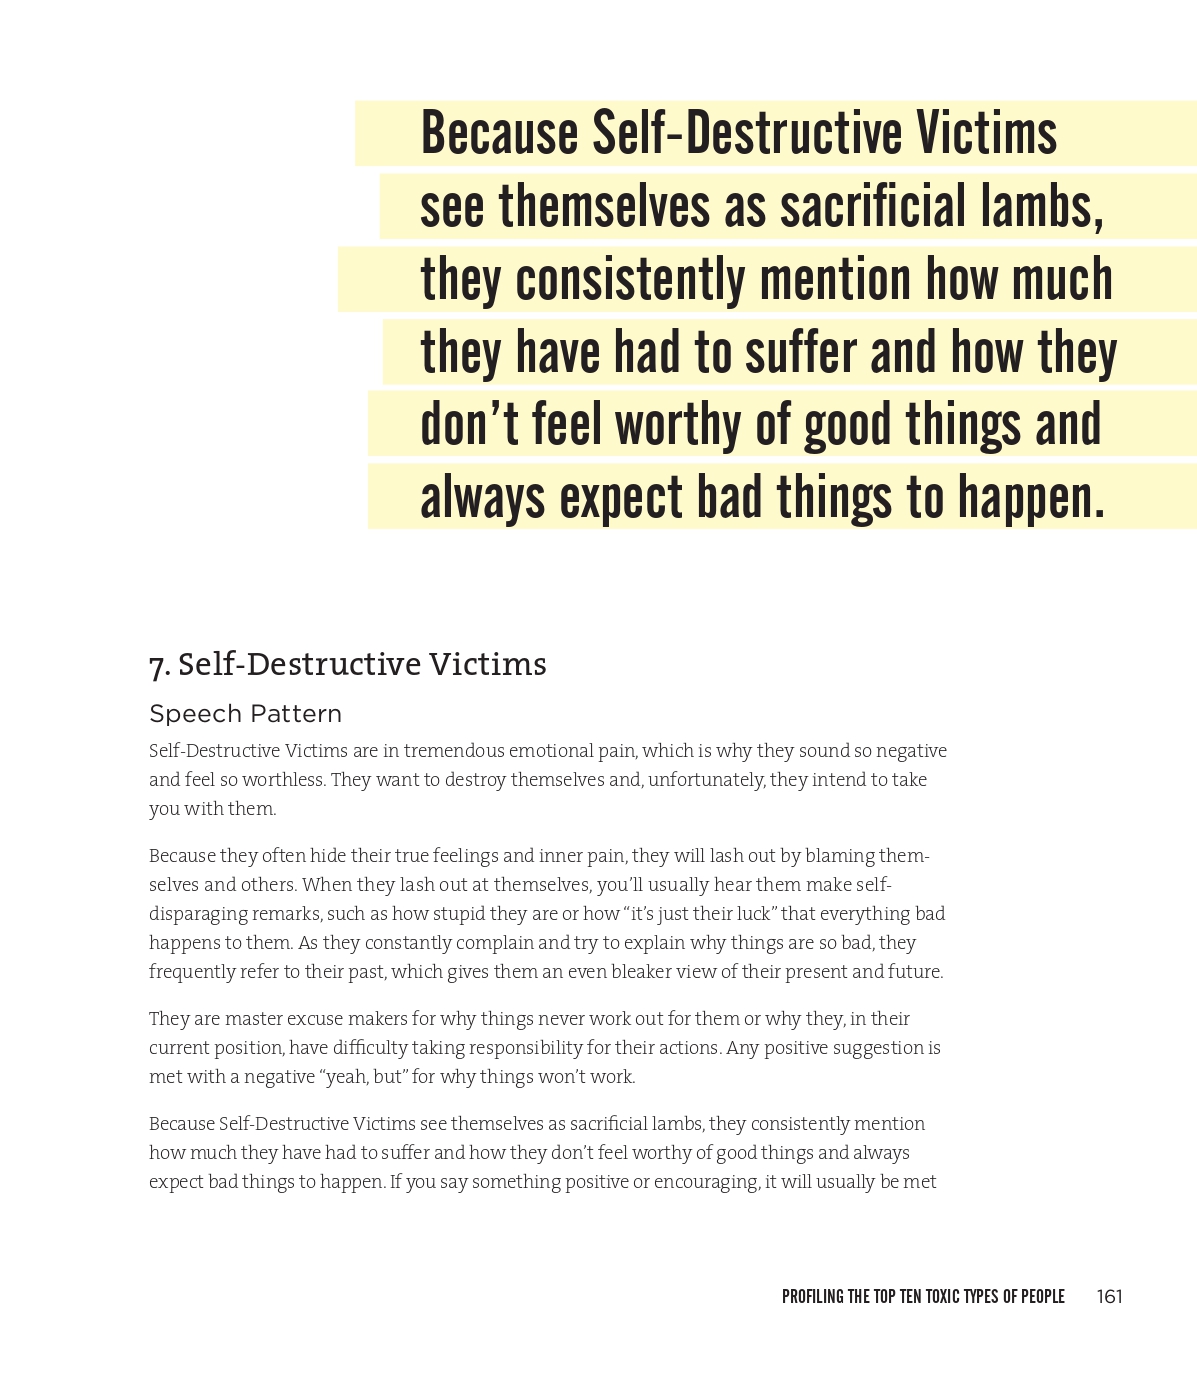 Because Self-Destructive Victims
see themselves as sacrificial lambs,
they consistently mention how much
they have had to suffer and how they
don’t feel worthy of good things and
always expect bad things to happen.
7. Self-Destructive Victims
Speech Pattern
Self-Destructive Victims are in tremendous emotional pain, which is why they sound so negative
and feel so worthless. They want to destroy themselves and, unfortunately, they intend to take
you with them.
Because they often hide their true feelings and inner pain, they will lash out by blaming them-
selves and others. When they lash out at themselves, you’ll usually hear them make self-
disparaging remarks, such as how stupid they are or how “it’s just their luck” that everything bad
happens to them. As they constantly complain and try to explain why things are so bad, they
frequently refer to their past, which gives them an even bleaker view of their present and future.
They are master excuse makers for why things never work out for them or why they, in their
current position, have difficulty taking responsibility for their actions. Any positive suggestion is
met with a negative “yeah, but” for why things won’t work.
Because Self-Destructive Victims see themselves as sacrificial lambs, they consistently mention
how much they have had to suffer and how they don’t feel worthy of good things and always
expect bad things to happen. If you say something positive or encouraging, it will usually be met
PROFILING THE TOP TEN TOXIC TYPES OF PEOPLE 161